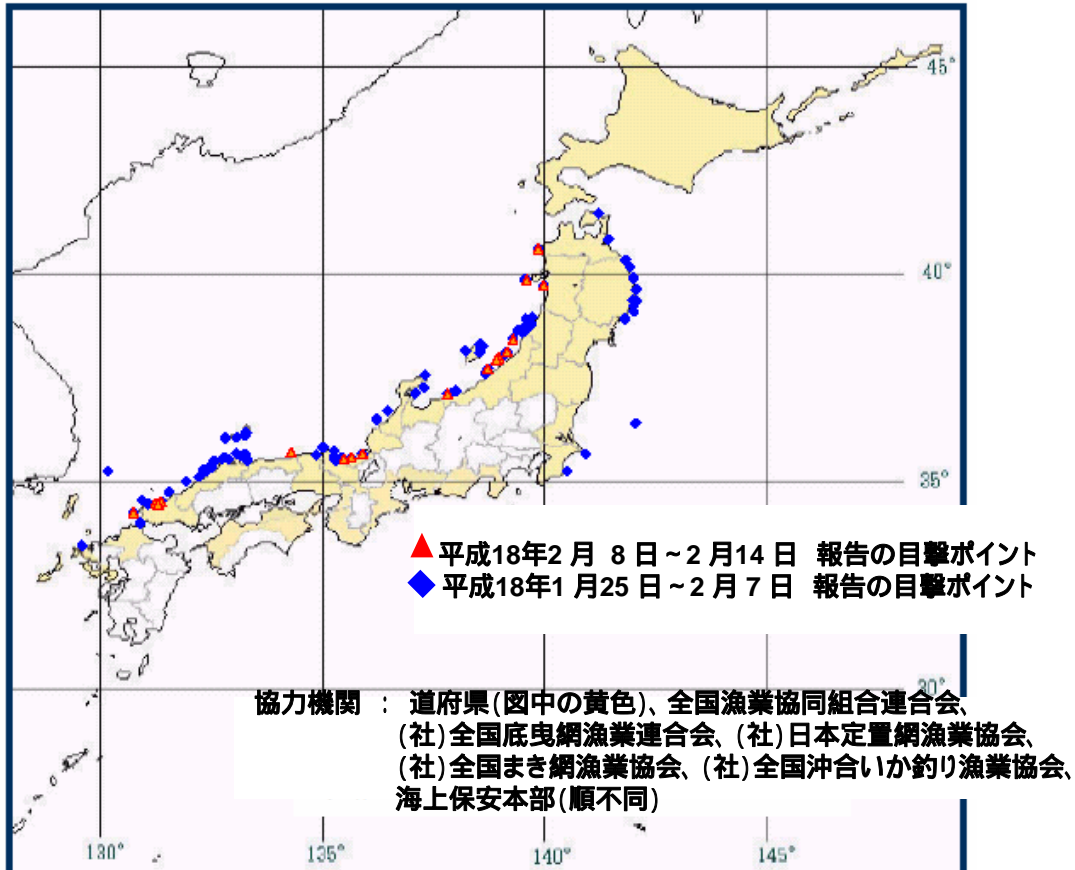 45°
40°
35°
平成18年2月 8日~2月14日 報告の目撃ポイント
平成18年1月25日~2月7日 報告の目撃ポイント
30°
協力機関 : 道府県(図中の黄色)、全国漁業協同組合連合会、
(社)全国底曳網漁業連合会、(社)日本定置網漁業協会、
(社)全国まき網漁業協会、(社)全国沖合いか釣り漁業協会、
海上保安本部(順不同)
130° 135° 140° 145°